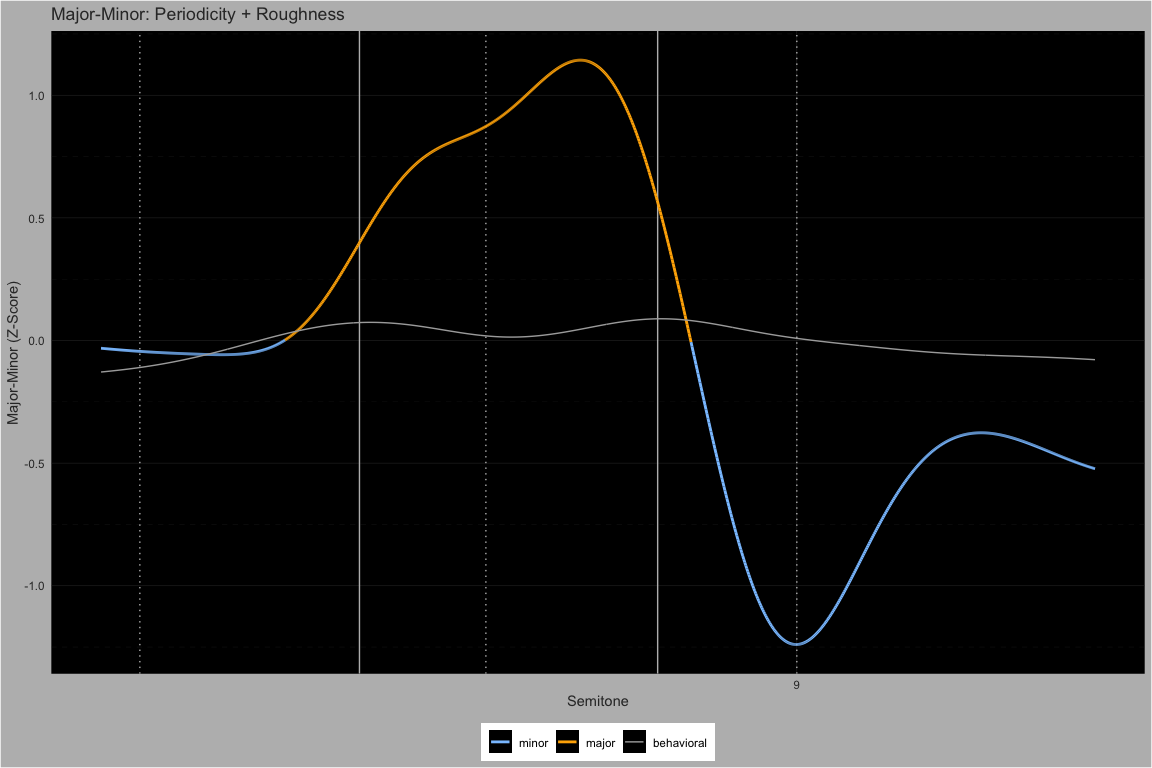 Major-Minor: Periodicity + Roughness
Major-Minor (Z-Score)
1.0
0.5
0.0
-0.5
-1.0
9
Semitone
minor major behavioral